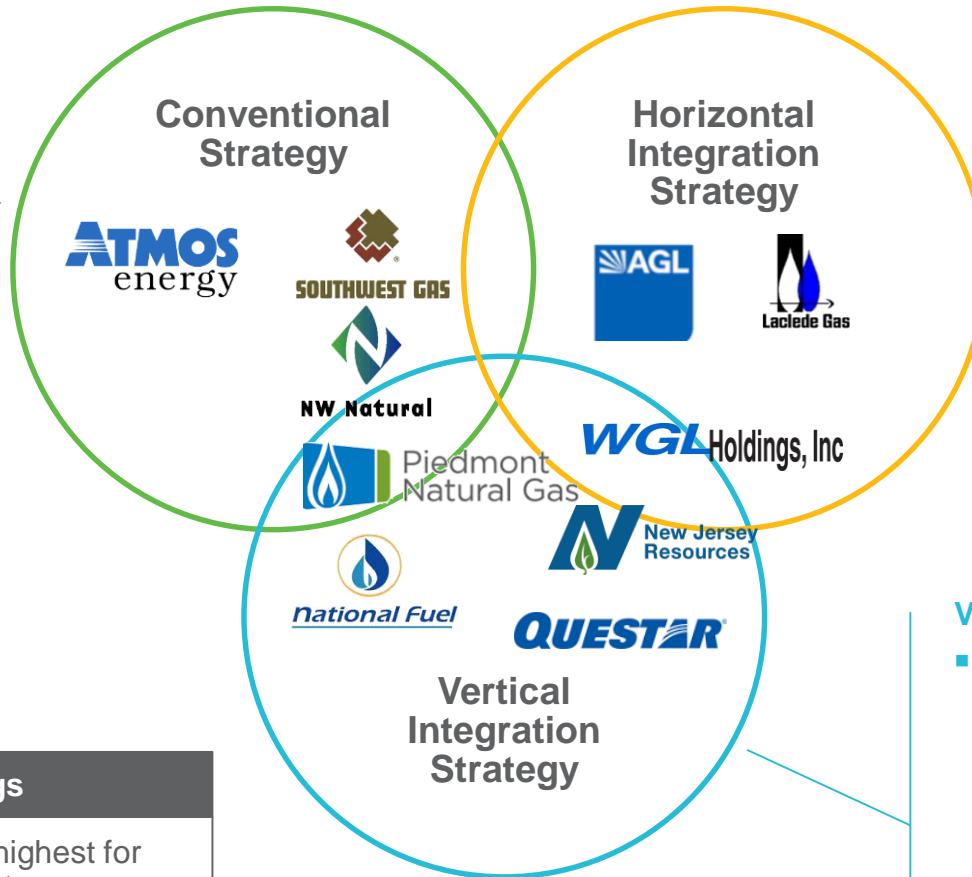 Conventional
Strategy
Horizontal
Integration
Strategy
ATMOS
energy
SOUTHWEST GAS
AGL
Laclede Gas
NW Natural
WGL Holdings, Inc
Piedmont
Natural Gas
New Jersey
Resources
National Fuel
QUESTAR
Vertical
Integration
Strategy
highest for